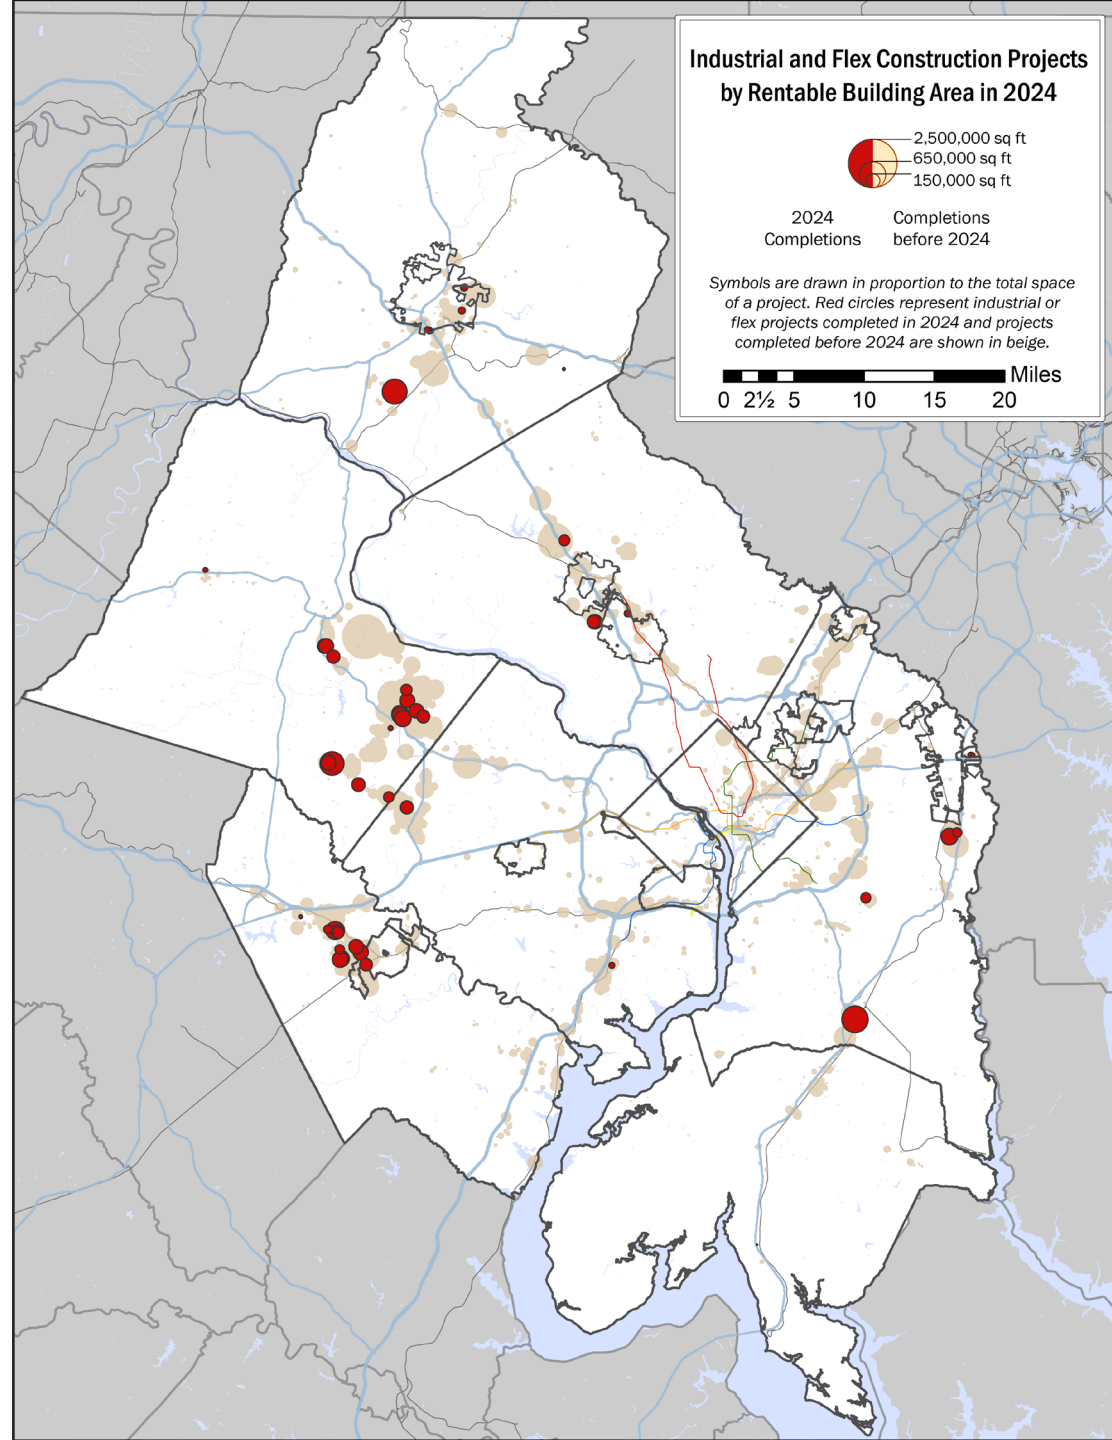 Industrial and Flex Construction Projects
by Rentable Building Area in 2024
2,500,000 sq ft
650,000 sq ft
150,000 sq ft
2024
Completions
Completions
before 2024
Symbols are drawn in proportion to the total space
of a project. Red circles represent industrial or
flex projects completed in 2024 and projects
completed before 2024 are shown in beige.
Miles
0 2½ 5 10 15 20